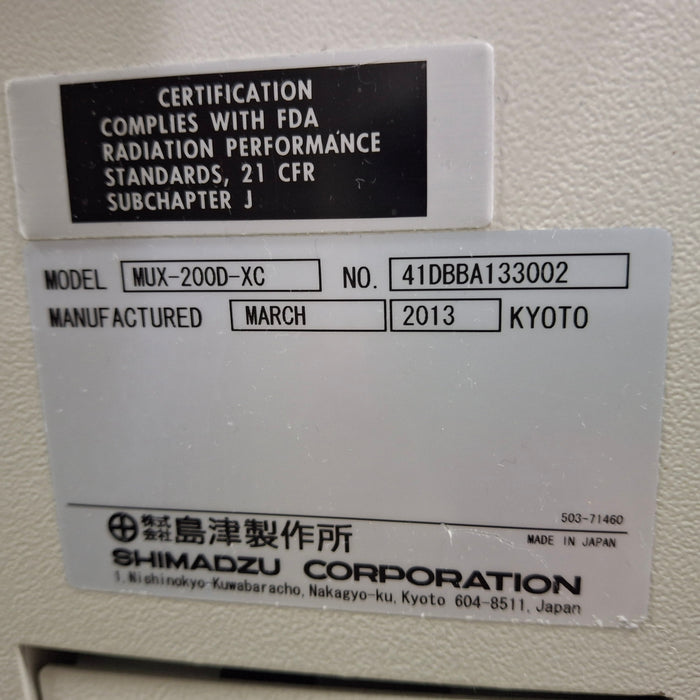 CERTIFICATION
COMPLIES WITH FDA
RADIATION PERFORMANCE
STANDARDS, 21 CFR
SUBCHAPTER J
MODEL MUX-200D-XC NO. 41DBBA133002
MANUFACTURED MARCH 2013 KYOTO
503-71460
株式会社 島津製作所 MADE IN JAPAN
SHIMADZU CORPORATION
1, Nishinokyo-Kuwabaracho, Nakagyo-ku, Kyoto 604-8511, Japan